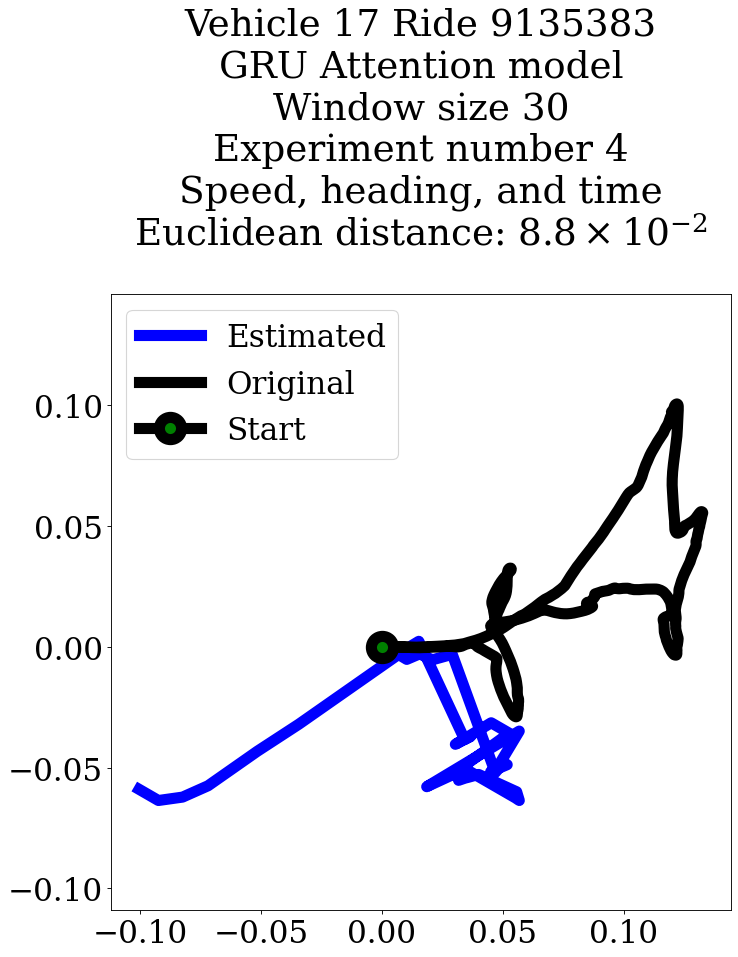 Vehicle 17 Ride 9135383
GRU Attention model
Window size 30
Experiment number 4
Speed, heading, and time
Euclidean distance: 8.8 × 10⁻²
Estimated
Original
Start
0.10
0.05
0.00
−0.05
−0.10
−0.10 −0.05 0.00 0.05 0.10